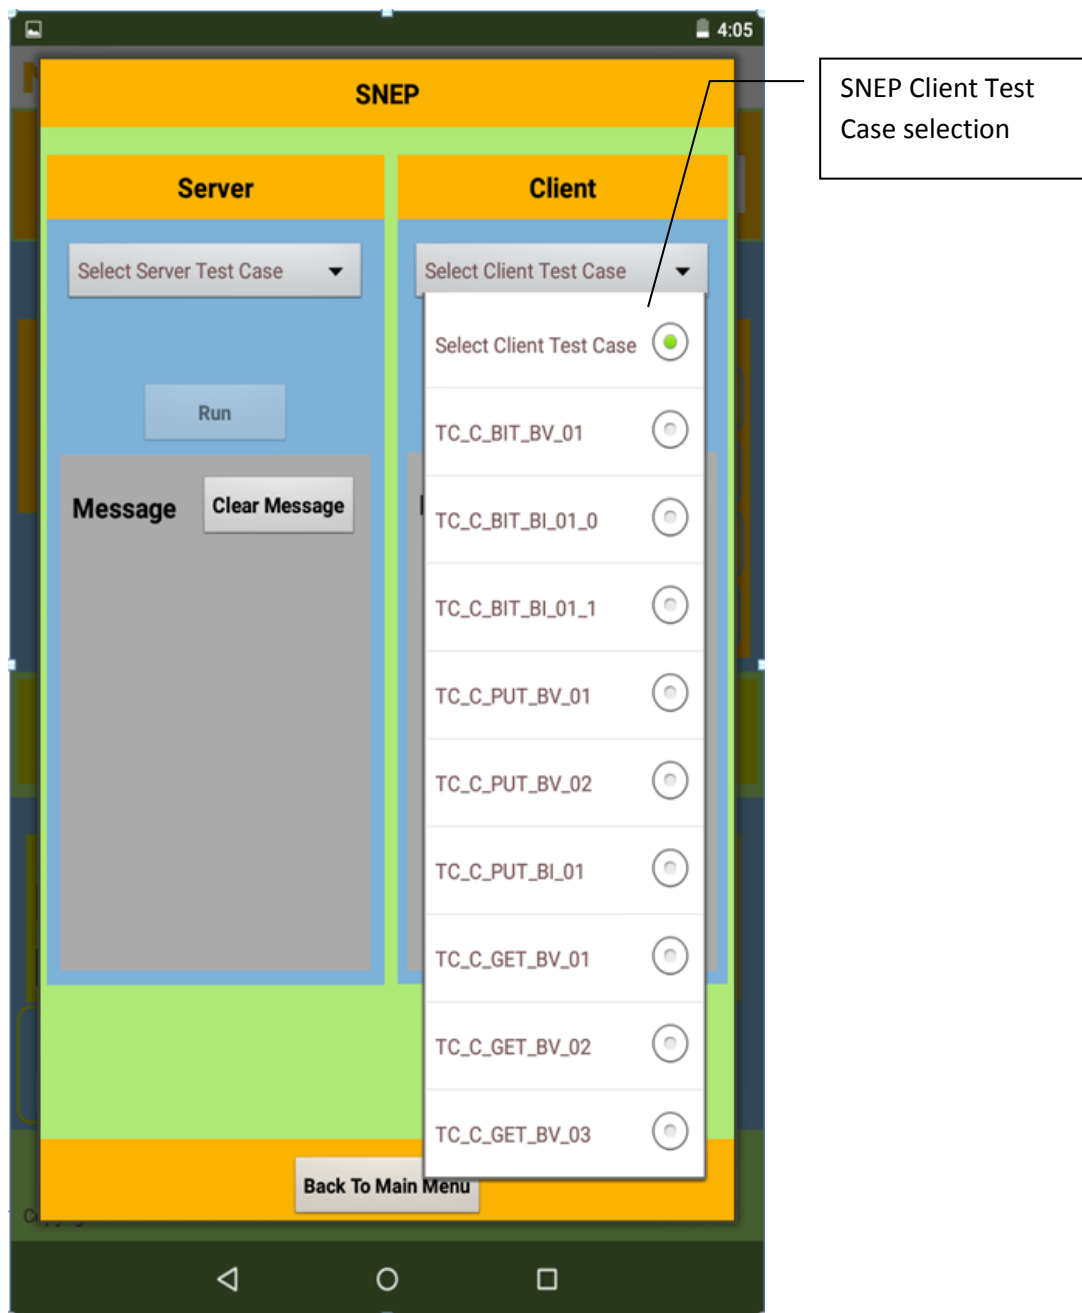 4:05
SNEP
SNEP Client Test
Case selection
Server
Client
Select Server Test Case
Select Client Test Case
Select Client Test Case
Run
TC_C_BIT_BV_01
Message
Clear Message
TC_C_BIT_BI_01_0
TC_C_BIT_BI_01_1
TC_C_PUT_BV_01
TC_C_PUT_BV_02
TC_C_PUT_BI_01
TC_C_GET_BV_01
TC_C_GET_BV_02
TC_C_GET_BV_03
Back To Main Menu